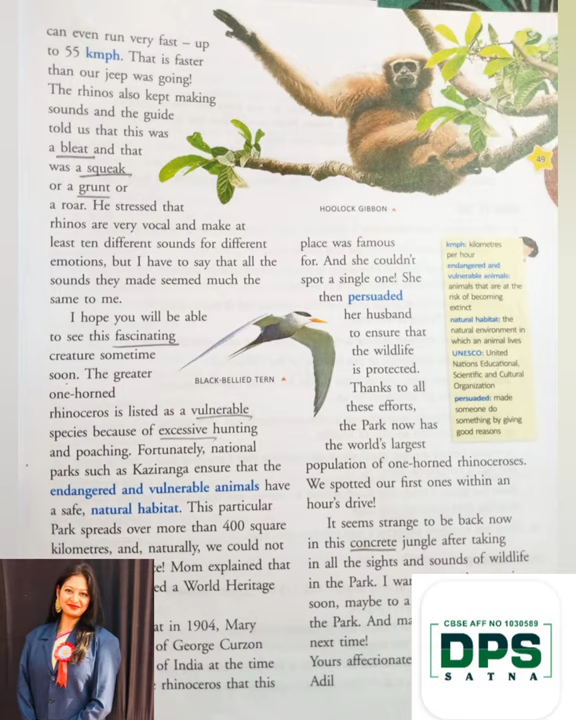 can even run very fast – up
to 55 kmph. That is faster
than our jeep was going!
The rhinos also kept making
sounds and the guide
told us that this was
a bleat and that
was a squeak
or a grunt or
a roar. He stressed that
rhinos are very vocal and make at
least ten different sounds for different
emotions, but I have to say that all the
sounds they made seemed much the
same to me.
I hope you will be able
to see this fascinating
creature sometime
soon. The greater
one-horned
rhinoceros is listed as a vulnerable
species because of excessive hunting
and poaching. Fortunately, national
parks such as Kaziranga ensure that the
endangered and vulnerable animals have
a safe, natural habitat. This particular
Park spreads over more than 400 square
kilometres, and, naturally, we could not
! Mom explained that
a World Heritage
in 1904, Mary
of George Curzon
of India at the time
rhinoceros that this
HOOLOCK GIBBON
49
BLACK-BELLIED TERN
place was famous
for. And she couldn't
spot a single one! She
then persuaded
her husband
to ensure that
the wildlife
is protected.
Thanks to all
these efforts,
the Park now has
the world's largest
population of one-horned rhinoceroses.
We spotted our first ones within an
hour's drive!
It seems strange to be back now
in this concrete jungle after taking
in all the sights and sounds of wildlife
in the Park. I
soon, maybe to a
the Park. And
next time!
Yours
Adil
kmph: kilometres
per hour
endangered and
vulnerable animals:
animals that are at the
risk of becoming
extinct
natural habitat: the
natural environment in
which an animal lives
UNESCO: United
Nations Educational,
Scientific and Cultural
Organization
persuaded: made
someone do
something by giving
good reasons
CBSE AFF NO 1030589
DPS
SATNA